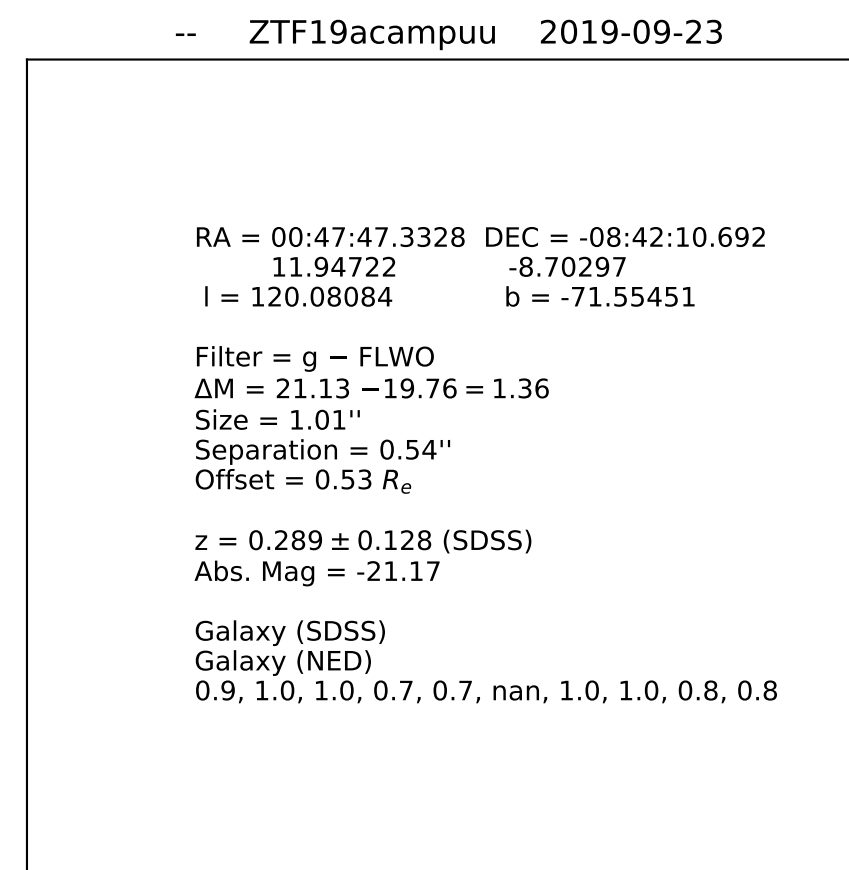 -- ZTF19acampuu 2019-09-23
RA = 00:47:47.3328 DEC = -08:42:10.692
11.94722 -8.70297
l = 120.08084 b = -71.55451
Filter = g − FLWO
ΔM = 21.13 −19.76 = 1.36
Size = 1.01''
Separation = 0.54''
Offset = 0.53 Rₑ
z = 0.289 ± 0.128 (SDSS)
Abs. Mag = -21.17
Galaxy (SDSS)
Galaxy (NED)
0.9, 1.0, 1.0, 0.7, 0.7, nan, 1.0, 1.0, 0.8, 0.8